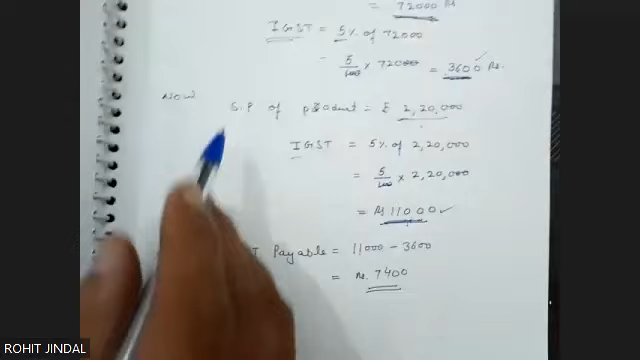 = 72000 Rs
IGST = 5% of 72000
= 5/100 x 72000 = 3600 Rs.
Now
S.P of product = ₹ 2,20,000
IGST = 5% of 2,20,000
= 5/100 x 2,20,000
= Rs 11000
T Payable = 11000 - 3600
= Rs. 7400
ROHIT JINDAL